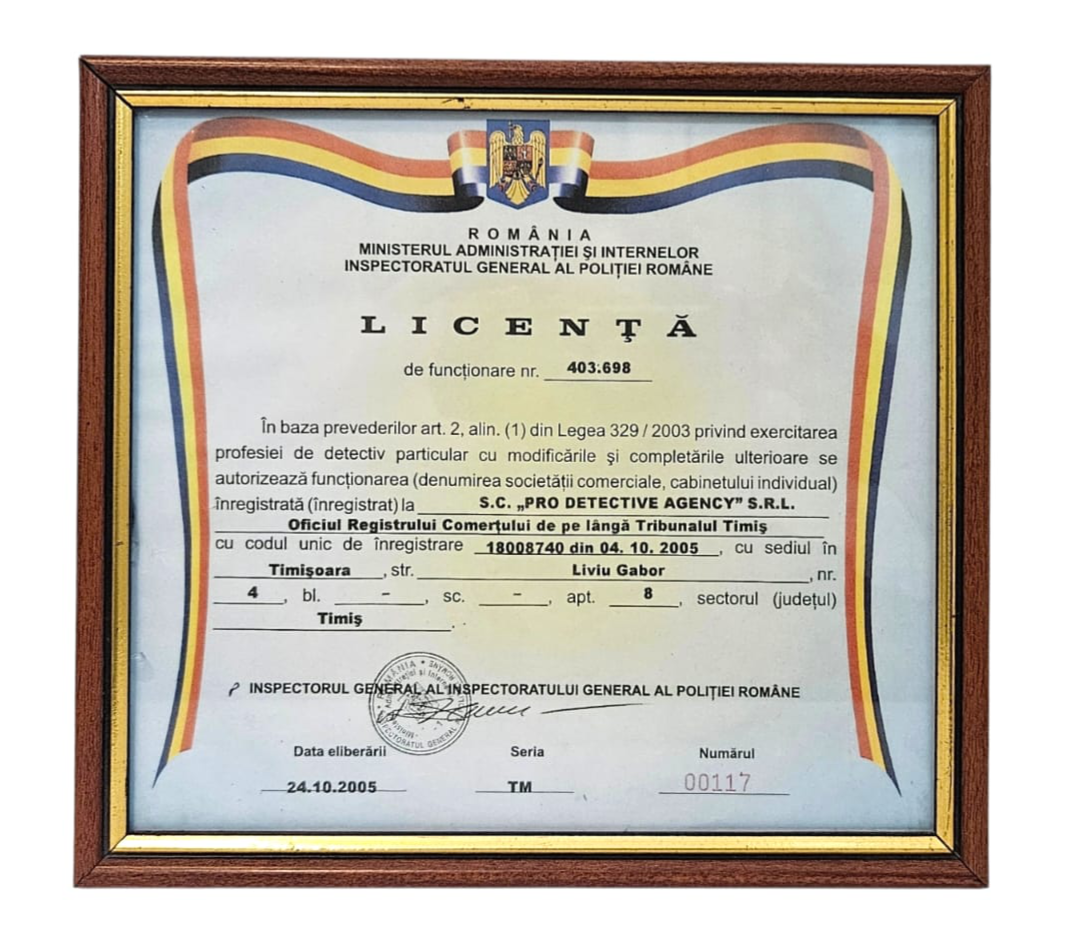 ROMÂNIA
MINISTERUL ADMINISTRAŢIEI ŞI INTERNELOR
INSPECTORATUL GENERAL AL POLIŢIEI ROMÂNE
LICENŢĂ
de funcţionare nr. 403.698
În baza prevederilor art. 2, alin. (1) din Legea 329 / 2003 privind exercitarea
profesiei de detectiv particular cu modificările şi completările ulterioare se
autorizează funcţionarea (denumirea societăţii comerciale, cabinetului individual)
înregistrată (înregistrat) la S.C. „PRO DETECTIVE AGENCY” S.R.L.
Oficiul Registrului Comerţului de pe lângă Tribunalul Timiş
cu codul unic de înregistrare 18008740 din 04. 10. 2005, cu sediul în
Timişoara, str. Liviu Gabor, nr.
4, bl. –, sc. –, apt. 8, sectorul (judeţul)
Timiş.
INSPECTORUL GENERAL AL INSPECTORATULUI GENERAL AL POLIŢIEI ROMÂNE
ROMÂNIA
Data eliberării Seria Numărul
24.10.2005 TM 00117